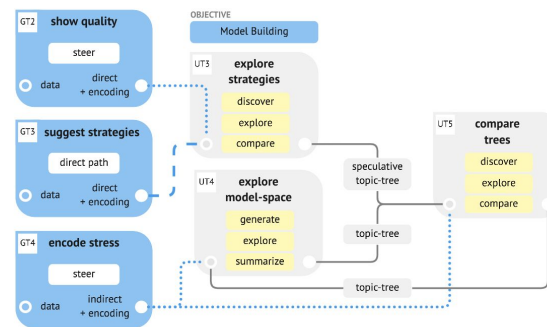 OBJECTIVE
Model Building
GT2
show quality
steer
data
direct
+ encoding
GT3
suggest strategies
direct path
data
direct
+ encoding
GT4
encode stress
steer
data
indirect
+ encoding
UT3
explore
strategies
discover
explore
compare
UT4
explore
model-space
generate
explore
summarize
speculative
topic-tree
topic-tree
topic-tree
UT5
compare
trees
discover
explore
compare